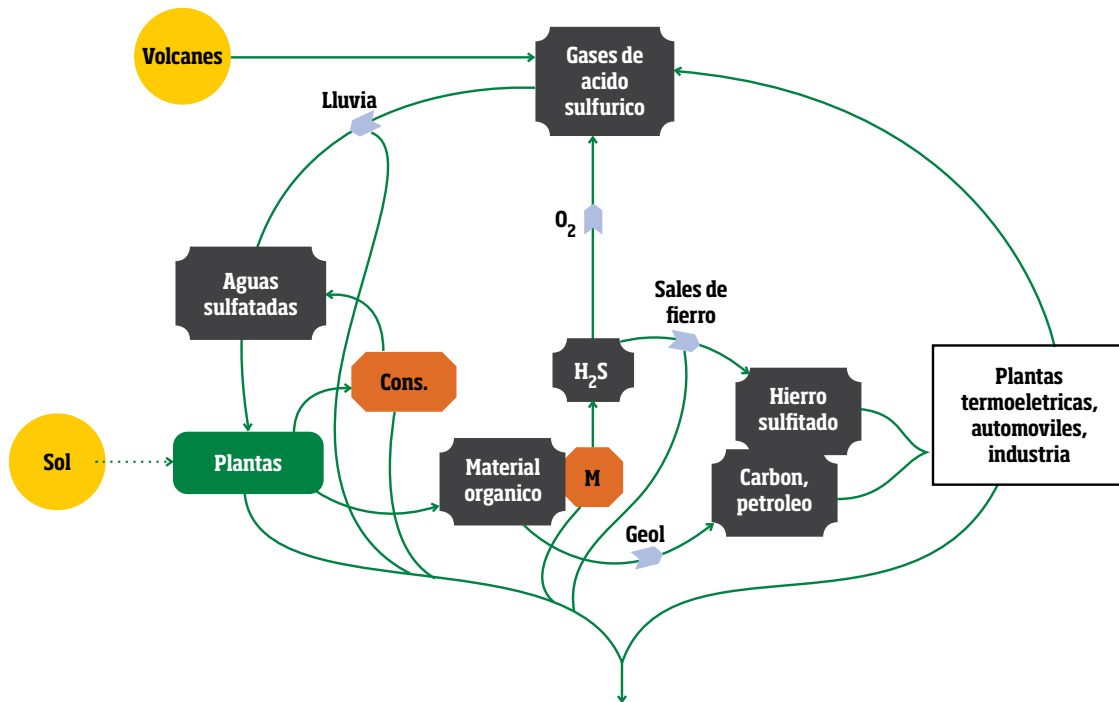 Volcanes
Gases de
acido
sulfurico
Lluvia
O2
Aguas
sulfatadas
Sales de
fierro
H2S
Cons.
Hierro
sulfitado
Plantas
termoeletricas,
automoviles,
industria
Sol
Plantas
Material
organico
M
Carbon,
petroleo
Geol